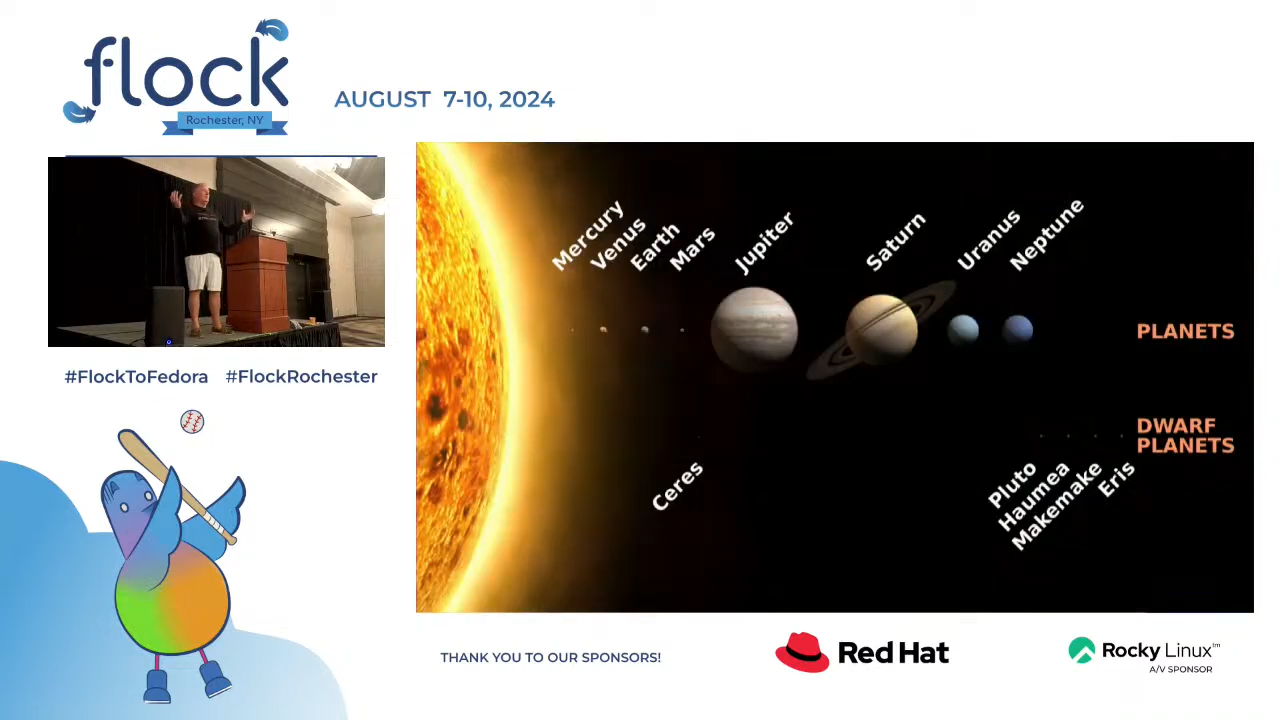 flock
Rochester, NY
AUGUST 7-10, 2024
#FlockToFedora #FlockRochester
Mercury
Venus
Earth
Mars
Jupiter
Saturn
Uranus
Neptune
PLANETS
DWARF
PLANETS
Ceres
Pluto
Haumea
Makemake
Eris
THANK YOU TO OUR SPONSORS!
Red Hat
Rocky Linux™
A/V SPONSOR